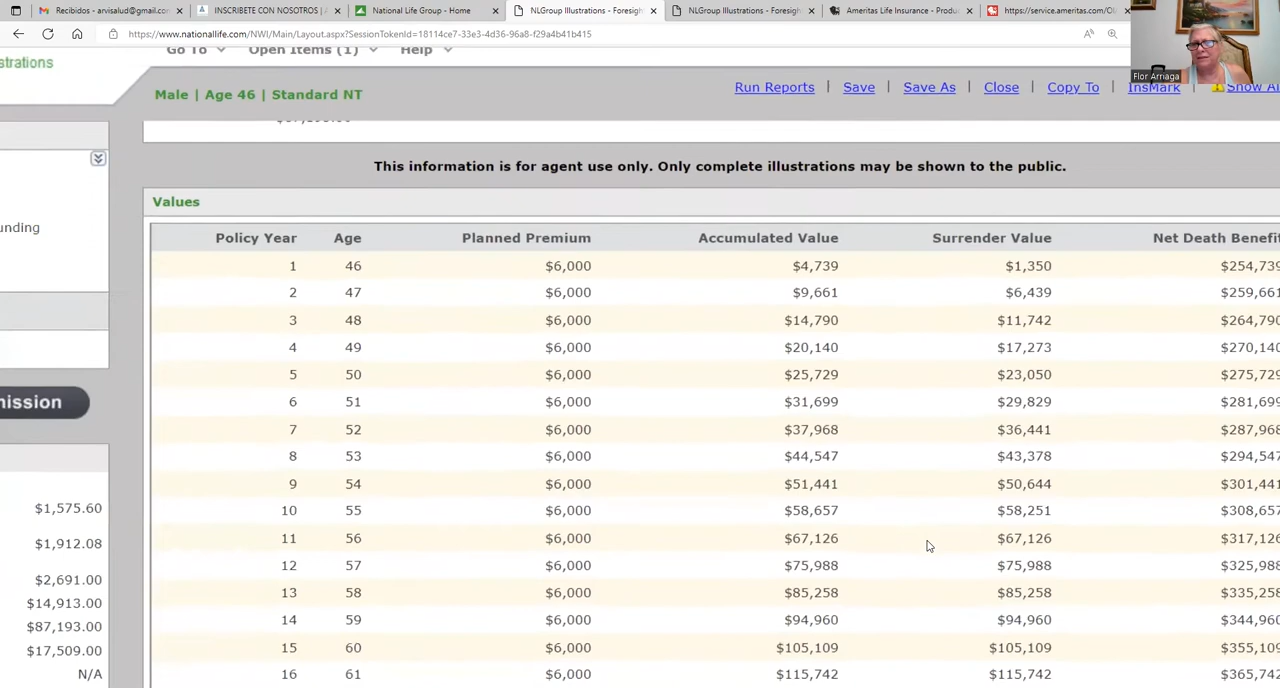 Recibidos - arvisalud@gmail.co
INSCRIBETE CON NOSOTROS | A
National Life Group - Home
NLGroup Illustrations - Foresigh
NLGroup Illustrations - Foresigh
Ameritas Life Insurance - Produc
https://service.ameritas.com/OU
https://www.nationallife.com/NWI/Main/Layout.aspx?SessionTokenId=18114ce7-33e3-4d36-96a8-f29a4b41b415
Go To Open Items (1) Help
strations
Flor Arriaga
Male | Age 46 | Standard NT
Run Reports | Save | Save As | Close | Copy To | InsMark | Show Al
This information is for agent use only. Only complete illustrations may be shown to the public.
Values
unding
Policy Year Age Planned Premium Accumulated Value Surrender Value Net Death Benefit
1 46 $6,000 $4,739 $1,350 $254,739
2 47 $6,000 $9,661 $6,439 $259,661
3 48 $6,000 $14,790 $11,742 $264,790
4 49 $6,000 $20,140 $17,273 $270,140
5 50 $6,000 $25,729 $23,050 $275,729
6 51 $6,000 $31,699 $29,829 $281,699
nission
7 52 $6,000 $37,968 $36,441 $287,968
8 53 $6,000 $44,547 $43,378 $294,547
9 54 $6,000 $51,441 $50,644 $301,441
$1,575.60
10 55 $6,000 $58,657 $58,251 $308,657
$1,912.08
11 56 $6,000 $67,126 $67,126 $317,126
12 57 $6,000 $75,988 $75,988 $325,988
$2,691.00
13 58 $6,000 $85,258 $85,258 $335,258
$14,913.00
14 59 $6,000 $94,960 $94,960 $344,960
$87,193.00
15 60 $6,000 $105,109 $105,109 $355,109
$17,509.00
16 61 $6,000 $115,742 $115,742 $365,742
N/A